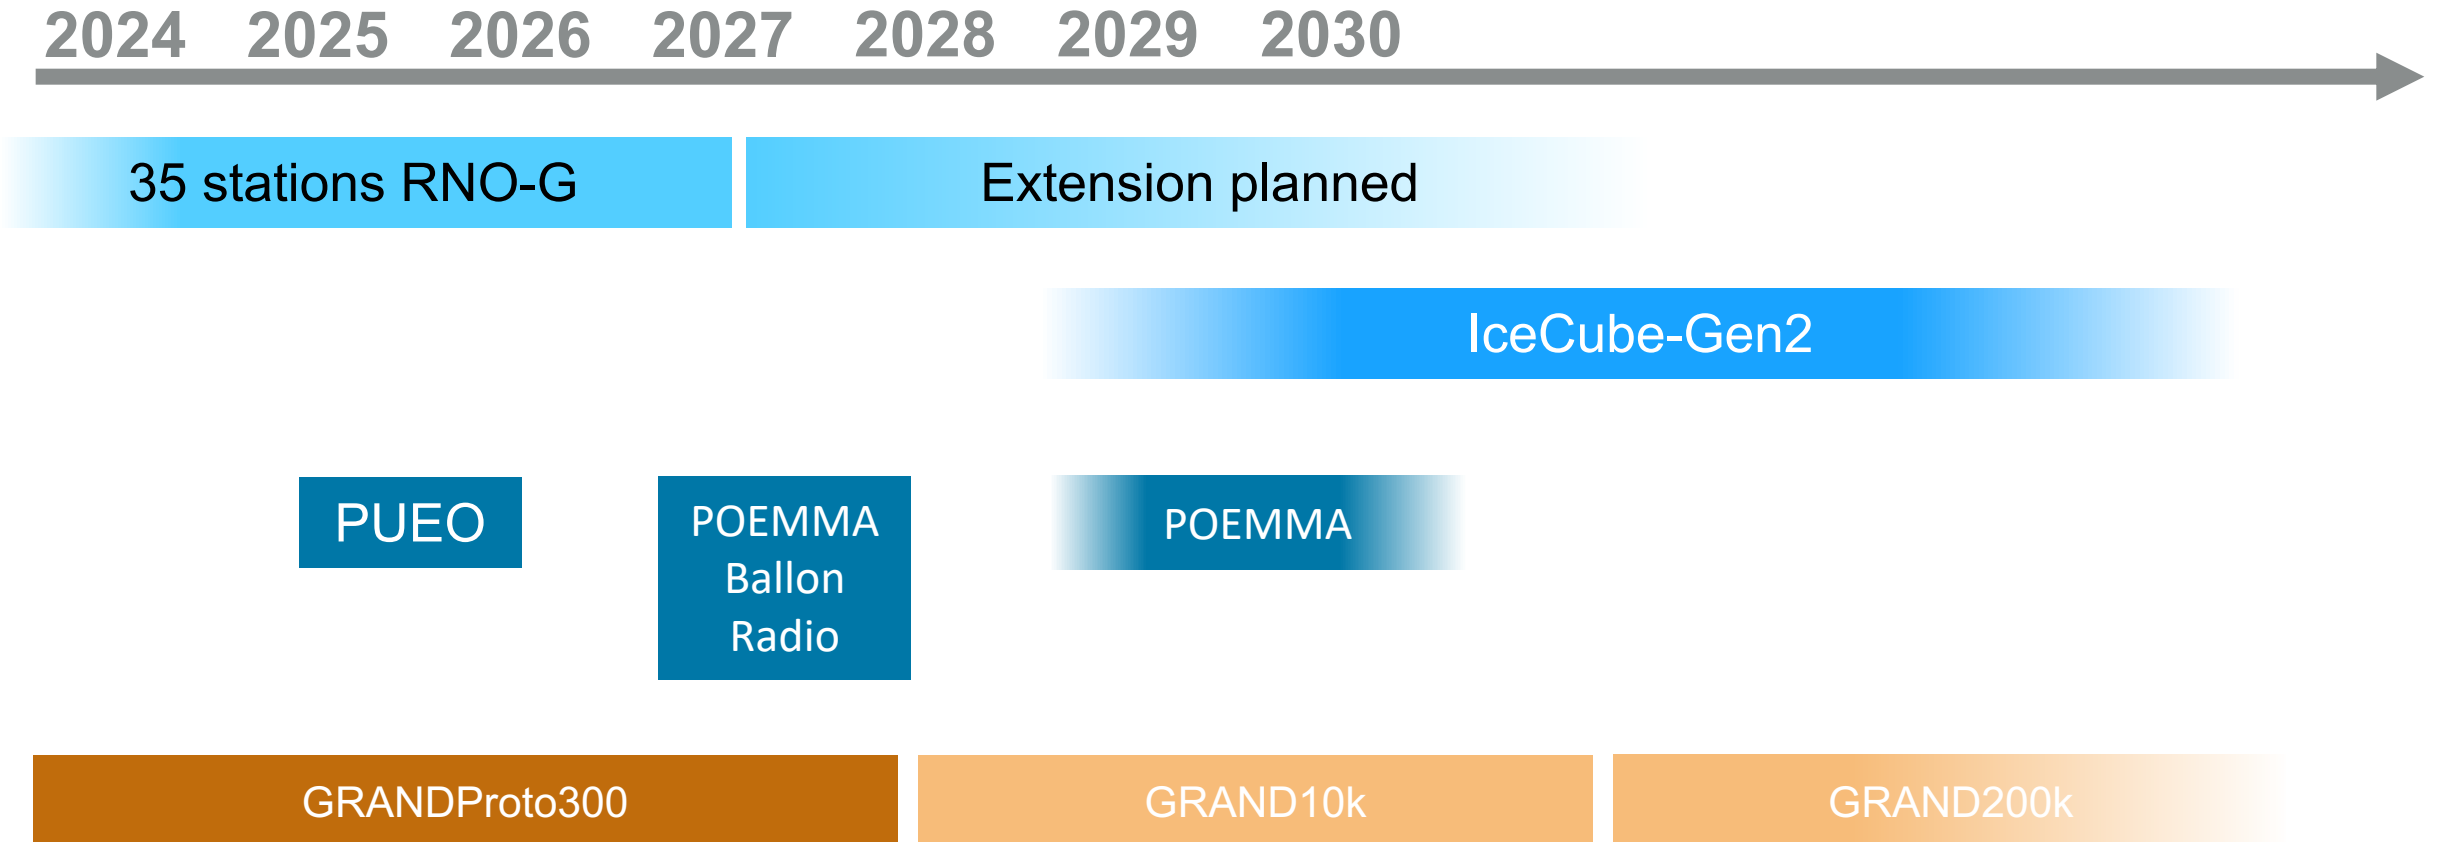 2024 2025 2026 2027 2028 2029 2030
35 stations RNO-G Extension planned
IceCube-Gen2
PUEO
POEMMA
Ballon
Radio
POEMMA
GRANDProto300 GRAND10k GRAND200k